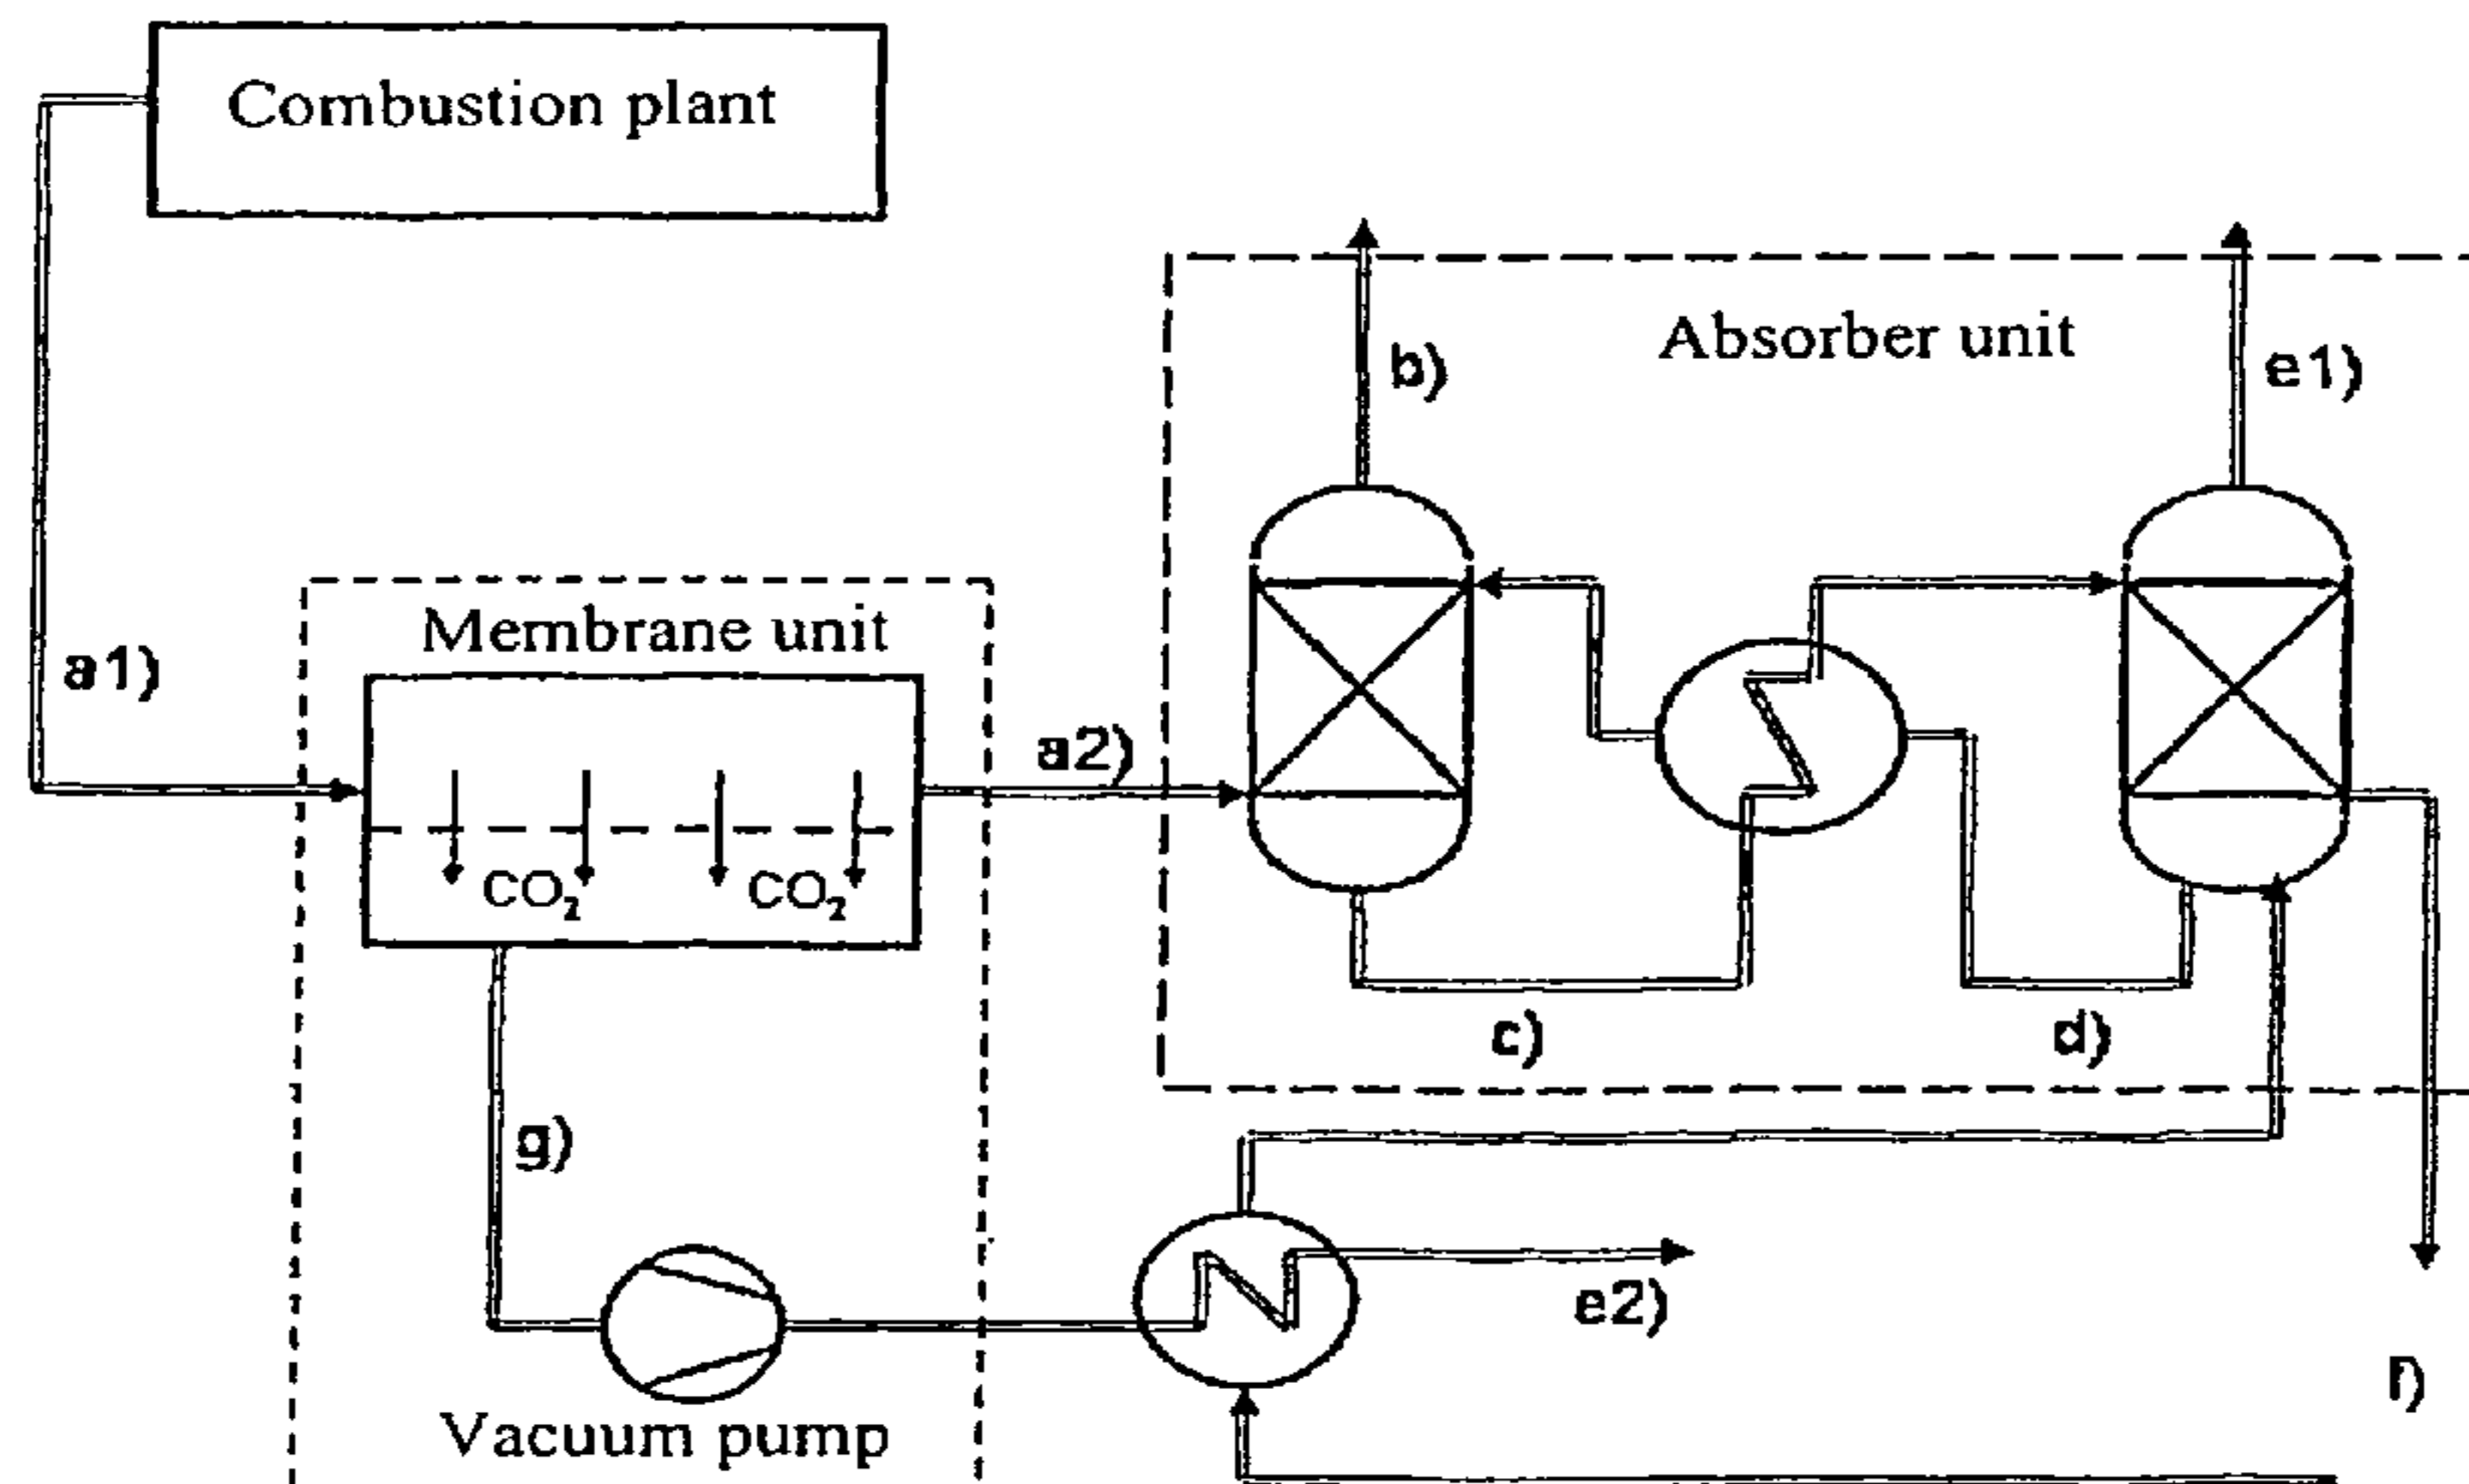 Combustion plant
Absorber unit
b)
e1)
Membrane unit
a1)
a2)
CO₂ CO₂
c)
d)
g)
e2)
f)
Vacuum pump